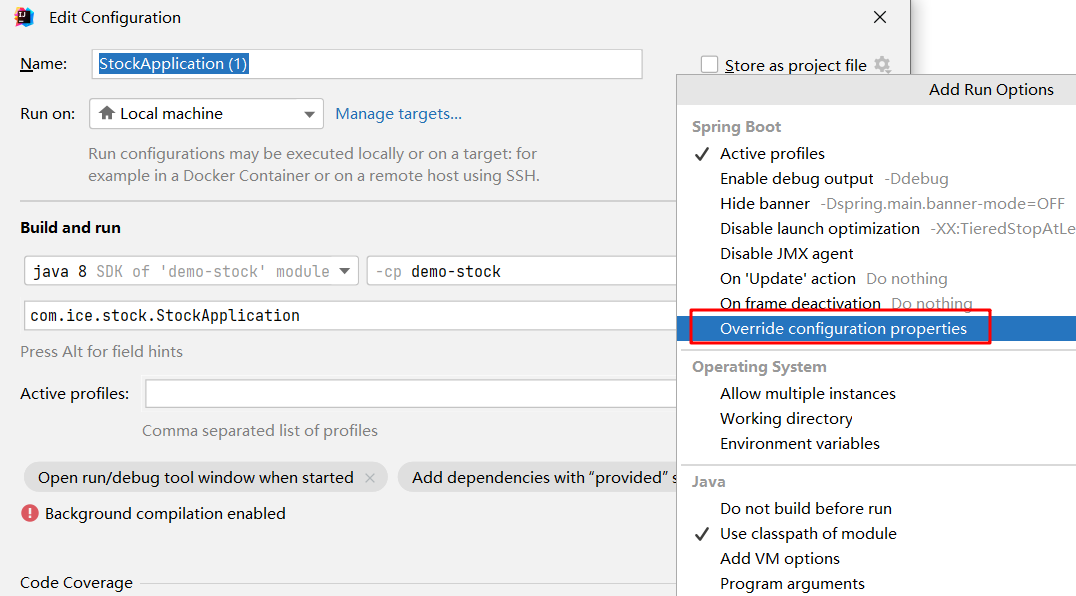 Edit Configuration
Name: StockApplication (1)
Store as project file
Run on: Local machine Manage targets...
Run configurations may be executed locally or on a target: for
example in a Docker Container or on a remote host using SSH.
Build and run
java 8 SDK of 'demo-stock' module -cp demo-stock
com.ice.stock.StockApplication
Press Alt for field hints
Active profiles:
Comma separated list of profiles
Open run/debug tool window when started Add dependencies with “provided” s
Background compilation enabled
Code Coverage
Add Run Options
Spring Boot
Active profiles
Enable debug output -Ddebug
Hide banner -Dspring.main.banner-mode=OFF
Disable launch optimization -XX:TieredStopAtLe
Disable JMX agent
On 'Update' action Do nothing
On frame deactivation Do nothing
Override configuration properties
Operating System
Allow multiple instances
Working directory
Environment variables
Java
Do not build before run
Use classpath of module
Add VM options
Program arguments